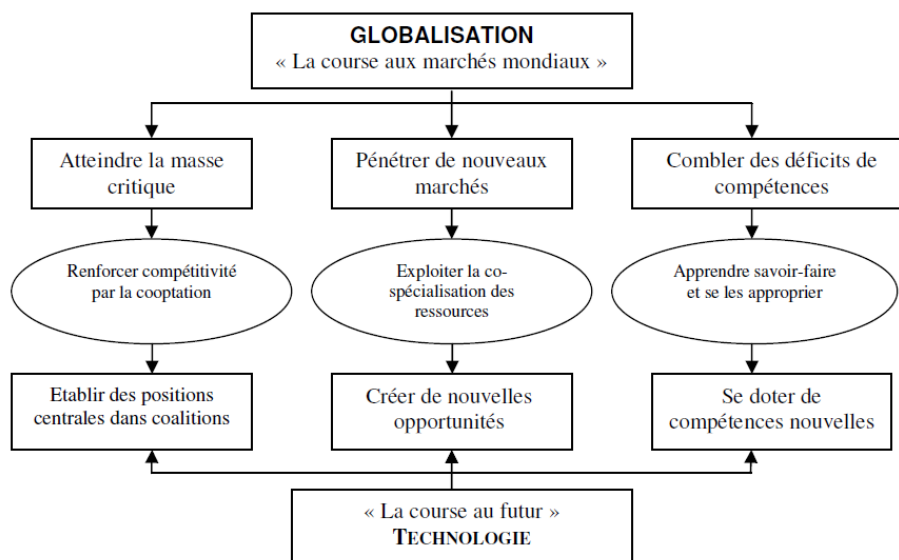 GLOBALISATION
« La course aux marchés mondiaux »
Atteindre la masse
critique
Pénétrer de nouveaux
marchés
Combler des déficits de
compétences
Renforcer compétitivité
par la cooptation
Exploiter la co-
spécialisation des
ressources
Apprendre savoir-faire
et se les approprier
Etablir des positions
centrales dans coalitions
Créer de nouvelles
opportunités
Se doter de
compétences nouvelles
« La course au futur »
TECHNOLOGIE